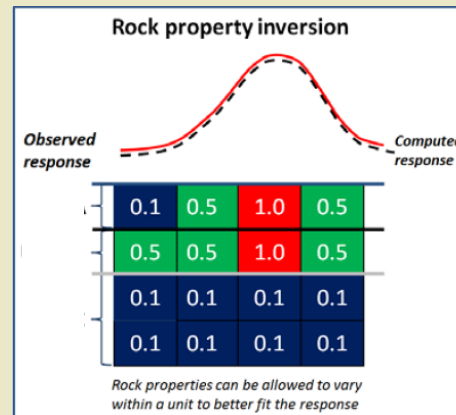 Rock property inversion
Observed
response
Computed
response
0.1 0.5 1.0 0.5
0.5 0.5 1.0 0.5
0.1 0.1 0.1 0.1
0.1 0.1 0.1 0.1
Rock properties can be allowed to vary
within a unit to better fit the response